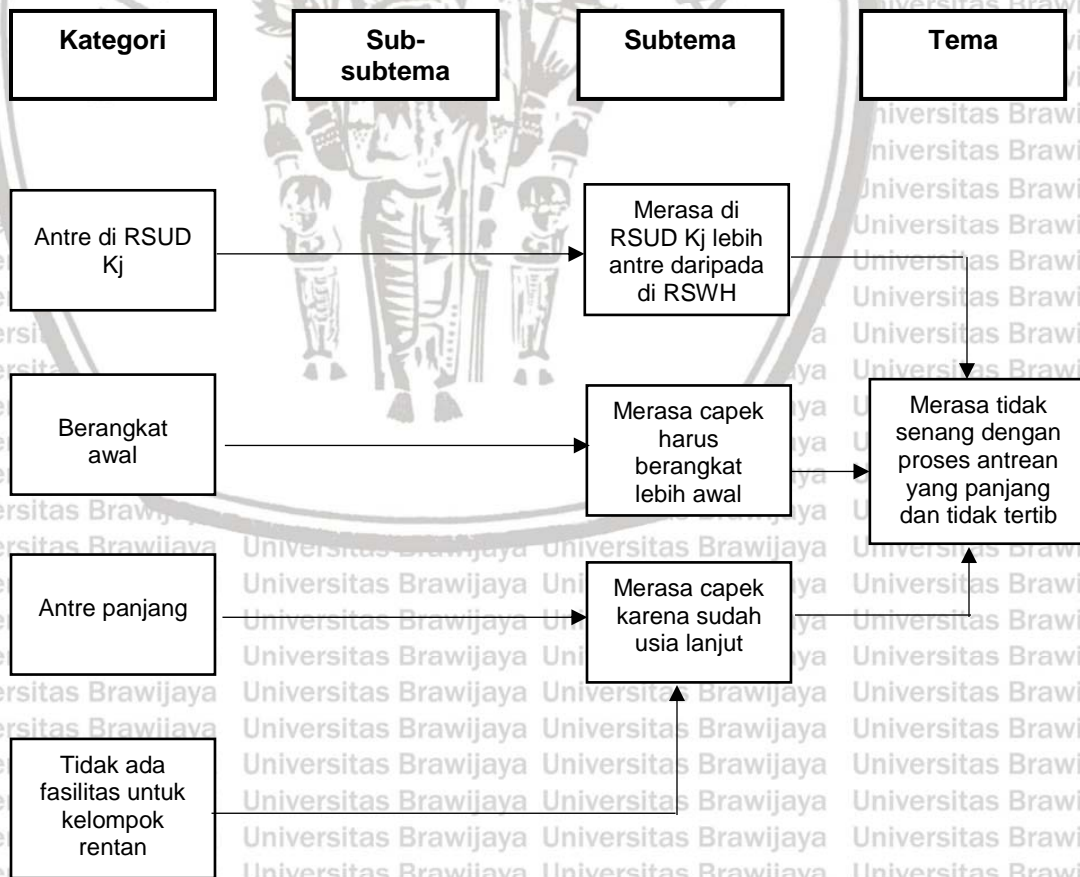 Kategori
Sub-
subtema
Subtema
Tema
Antre di RSUD
Kj
Merasa di
RSUD Kj lebih
antre daripada
di RSWH
Berangkat
awal
Merasa capek
harus
berangkat
lebih awal
Merasa tidak
senang dengan
proses antrean
yang panjang
dan tidak tertib
Antre panjang
Merasa capek
karena sudah
usia lanjut
Tidak ada
fasilitas untuk
kelompok
rentan
Universitas Brawijaya